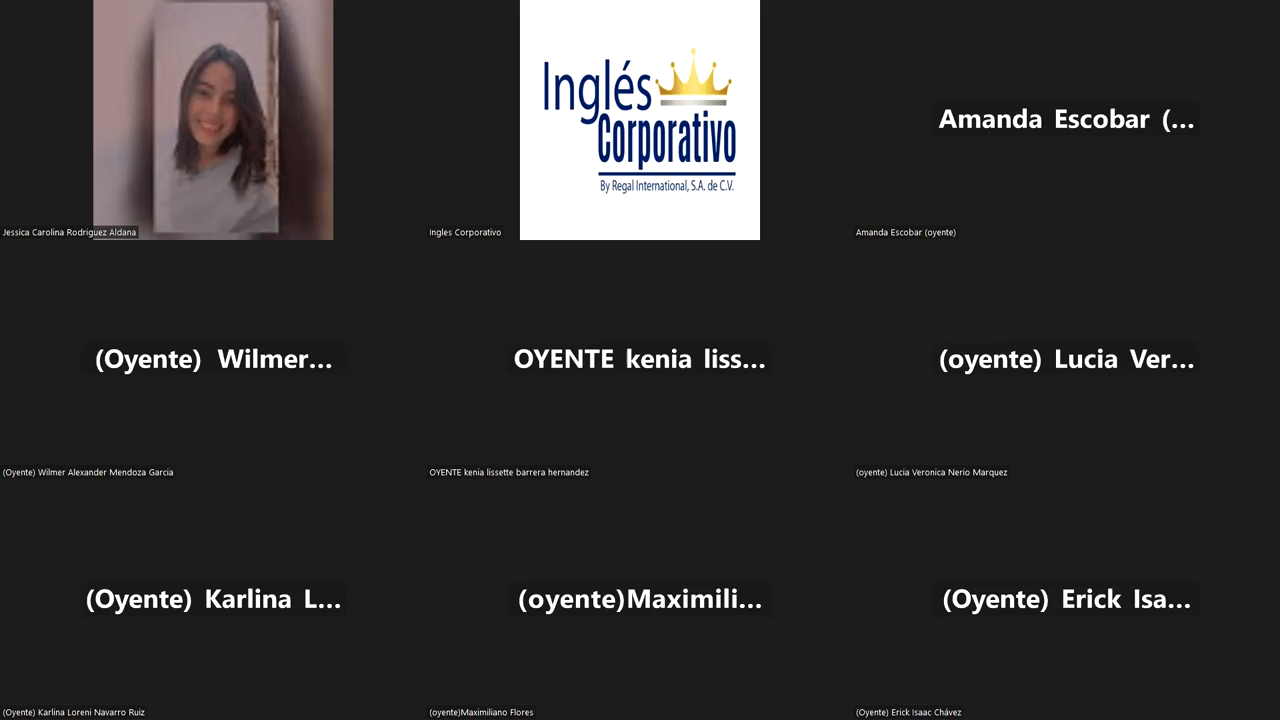 Inglés
Corporativo
By Regal International, S.A. de C.V.
Amanda Escobar (...
Jessica Carolina Rodriguez Aldana
Ingles Corporativo
Amanda Escobar (oyente)
(Oyente) Wilmer...
OYENTE kenia liss...
(oyente) Lucia Ver...
(Oyente) Wilmer Alexander Mendoza Garcia
OYENTE kenia lissette barrera hernandez
(oyente) Lucia Veronica Nerio Marquez
(Oyente) Karlina L...
(oyente)Maximili...
(Oyente) Erick Isa...
(Oyente) Karlina Loreni Navarro Ruiz
(oyente)Maximiliano Flores
(Oyente) Erick Isaac Chávez